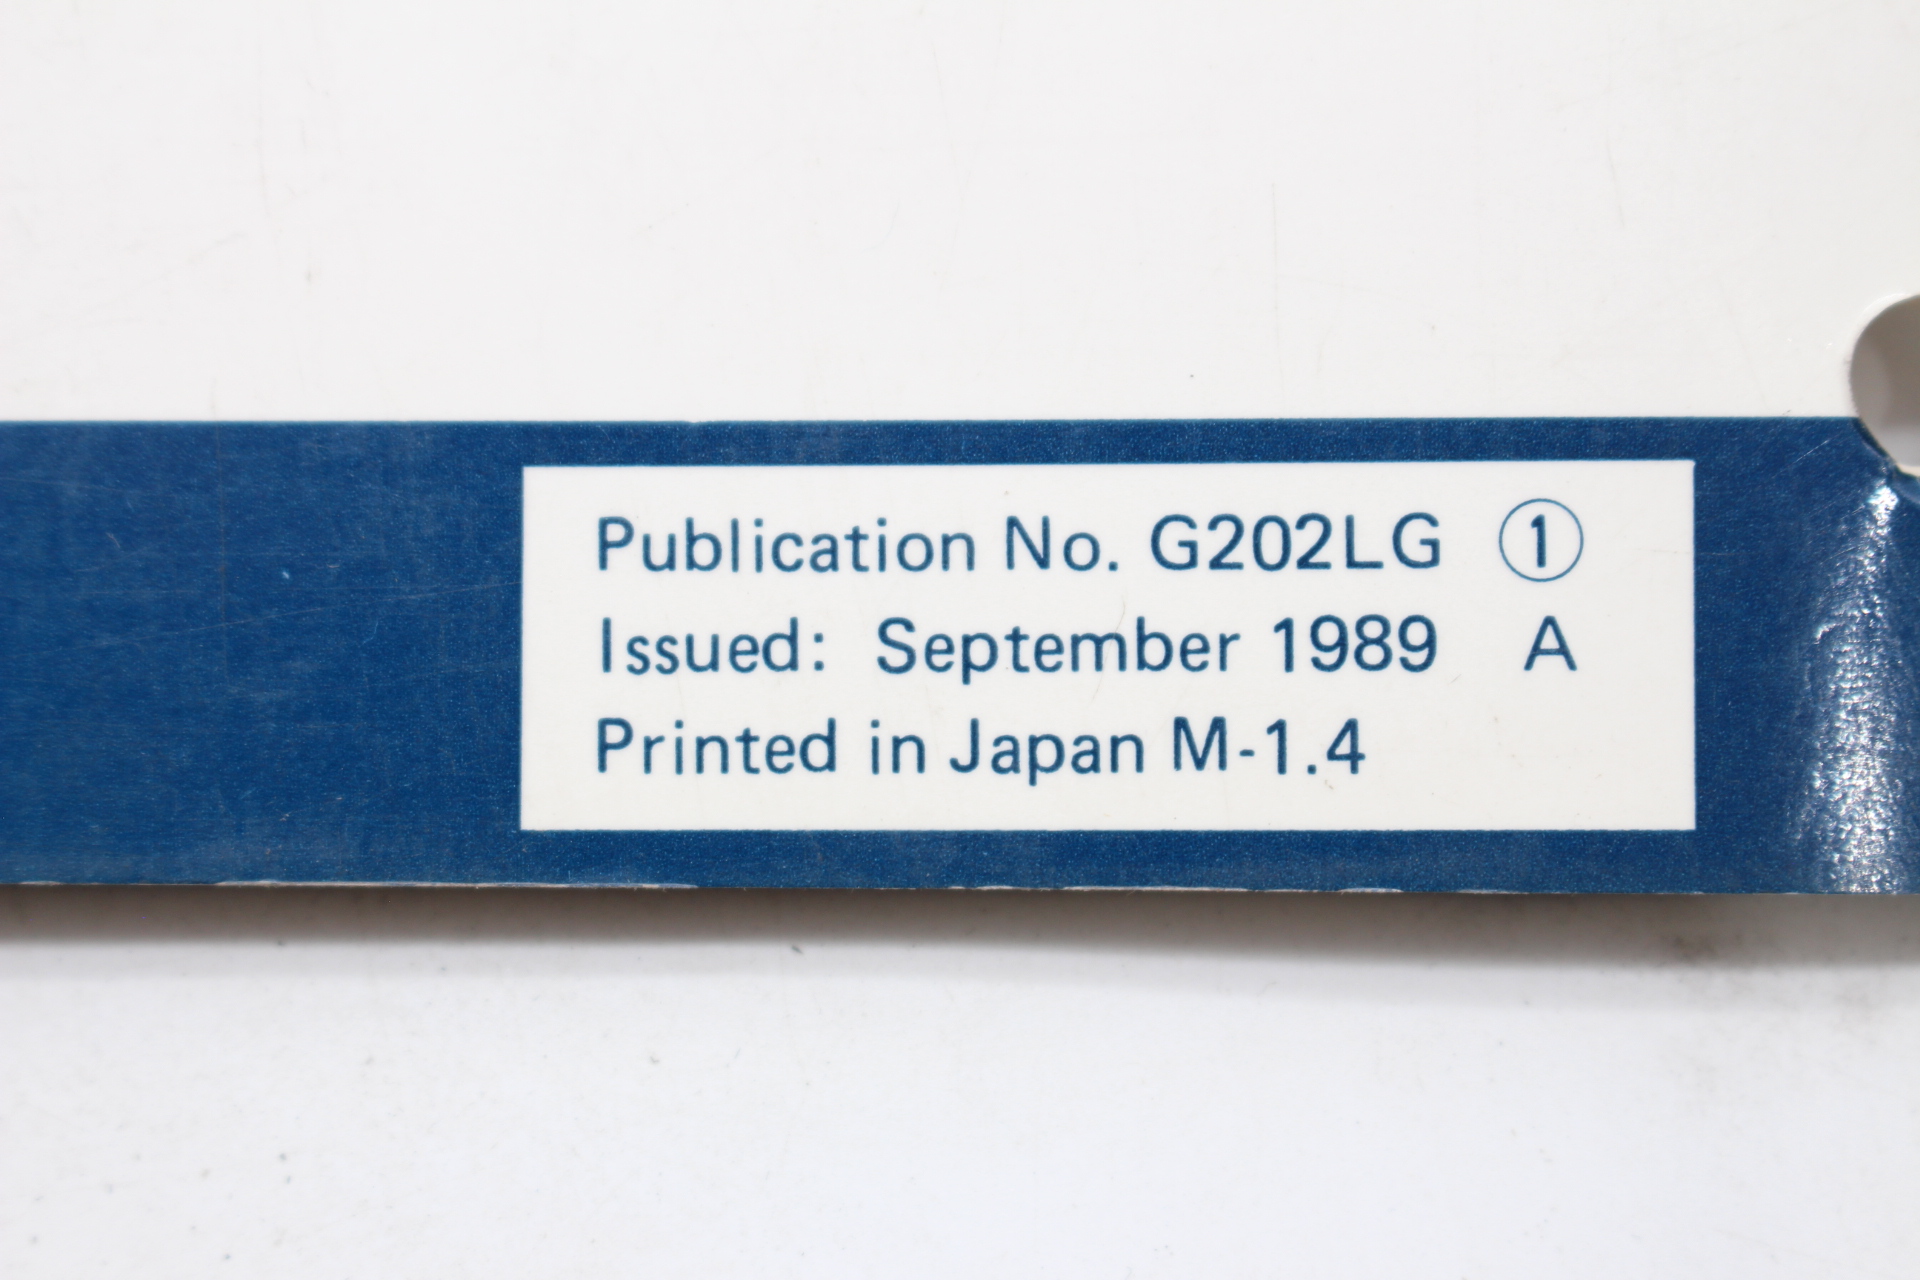 Publication No. G202LG ①
Issued: September 1989 A
Printed in Japan M-1.4